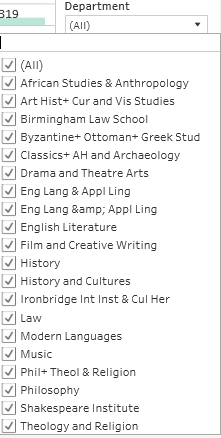 319
Department
(All)
(All)
African Studies & Anthropology
Art Hist+ Cur and Vis Studies
Birmingham Law School
Byzantine+ Ottoman+ Greek Stud
Classics+ AH and Archaeology
Drama and Theatre Arts
Eng Lang & Appl Ling
Eng Lang &amp; Appl Ling
English Literature
Film and Creative Writing
History
History and Cultures
Ironbridge Int Inst & Cul Her
Law
Modern Languages
Music
Phil+ Theol & Religion
Philosophy
Shakespeare Institute
Theology and Religion